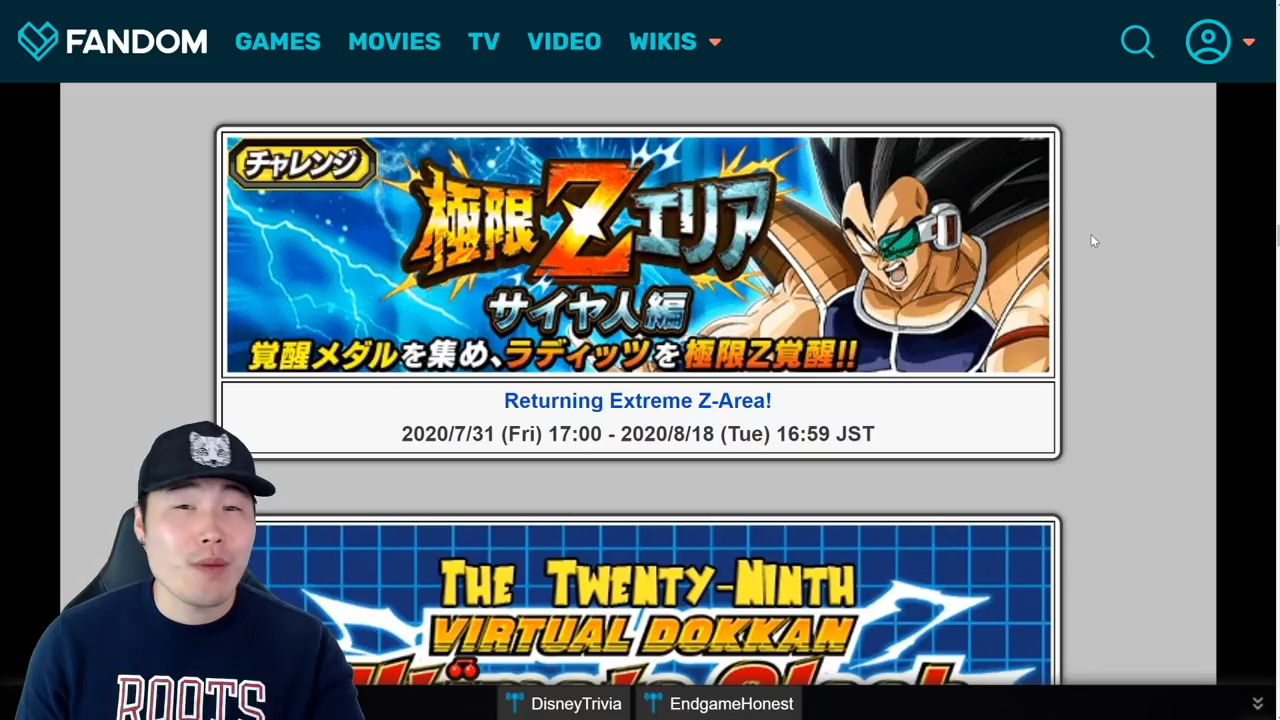 FANDOM GAMES MOVIES TV VIDEO WIKIS
チャレンジ
極限Zエリア
サイヤ人編
覚醒メダルを集め、ラディッツを極限Z覚醒!!
Returning Extreme Z-Area!
2020/7/31 (Fri) 17:00 - 2020/8/18 (Tue) 16:59 JST
THE TWENTY-NINTH
VIRTUAL DOKKAN
ROOTS
DisneyTrivia EndgameHonest